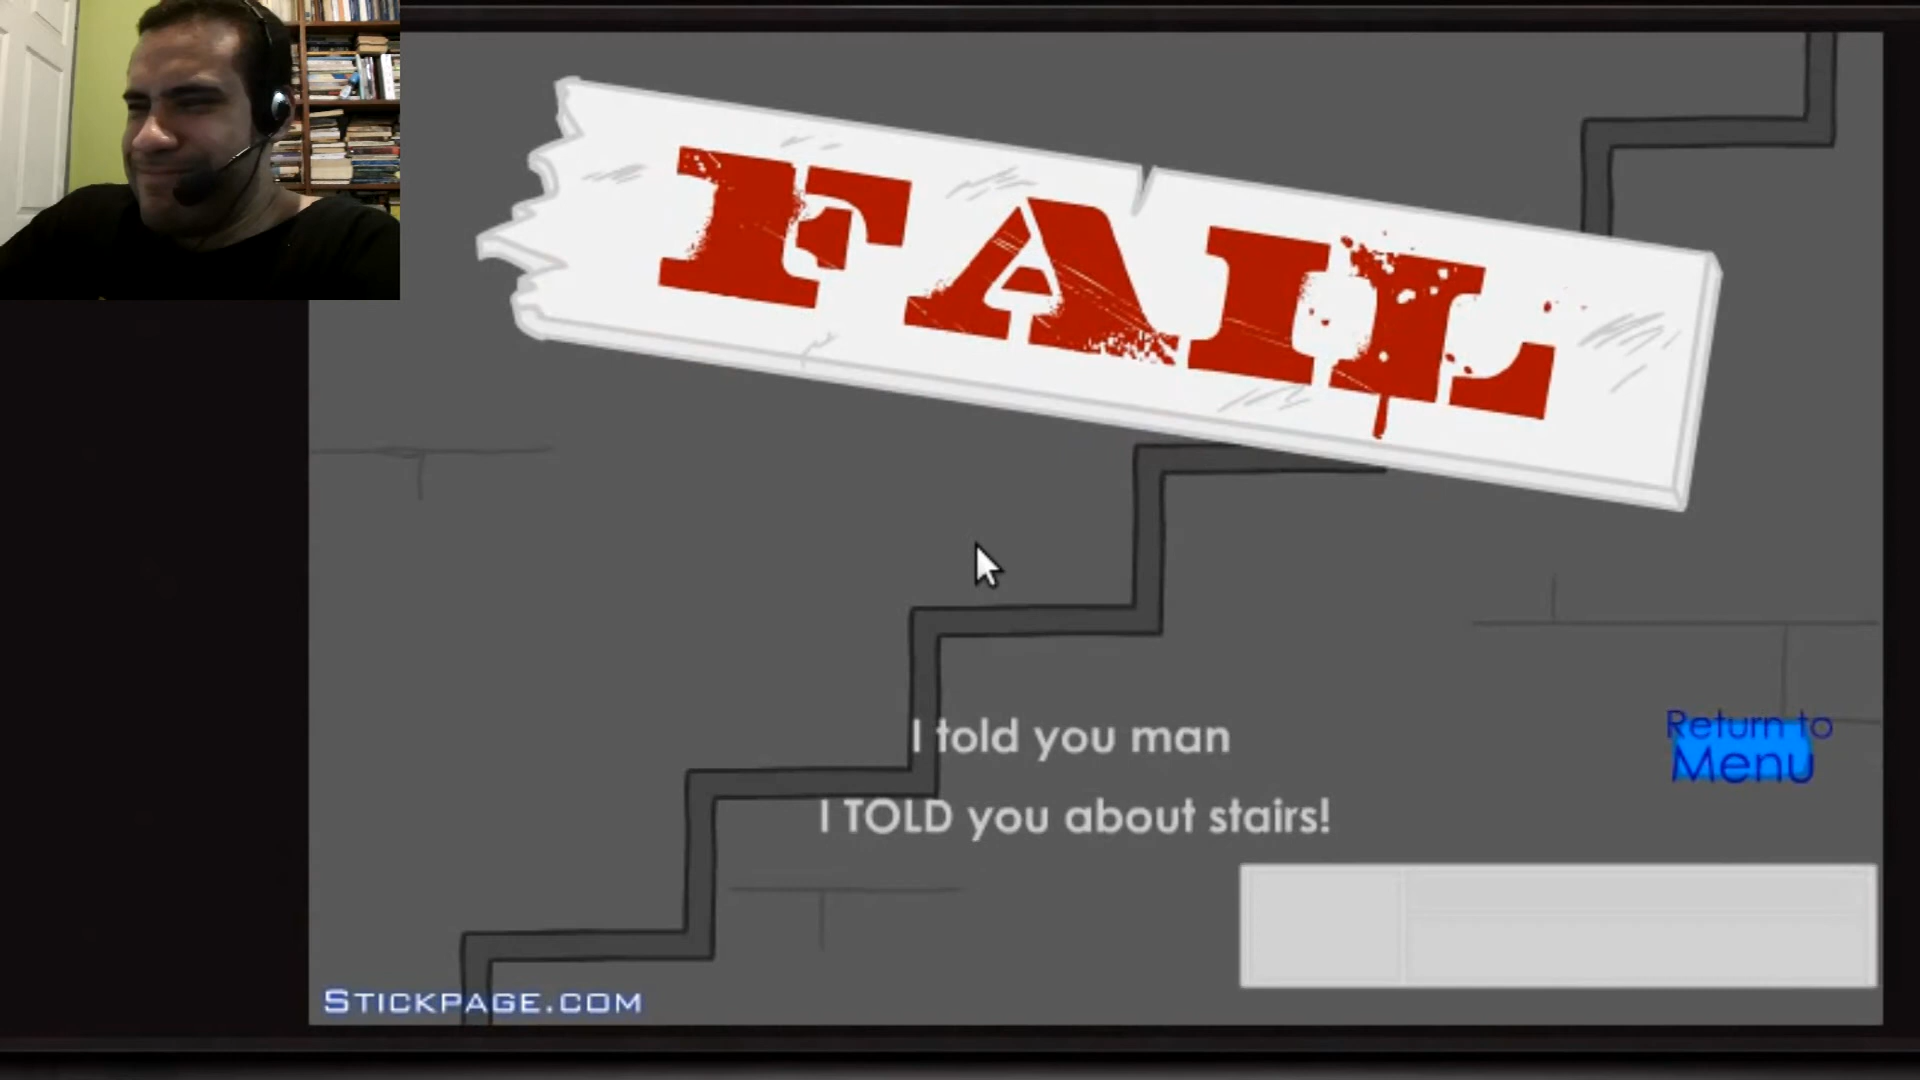 FAIL
I told you man
I TOLD you about stairs!
Return to
Menu
STICKPAGE.COM